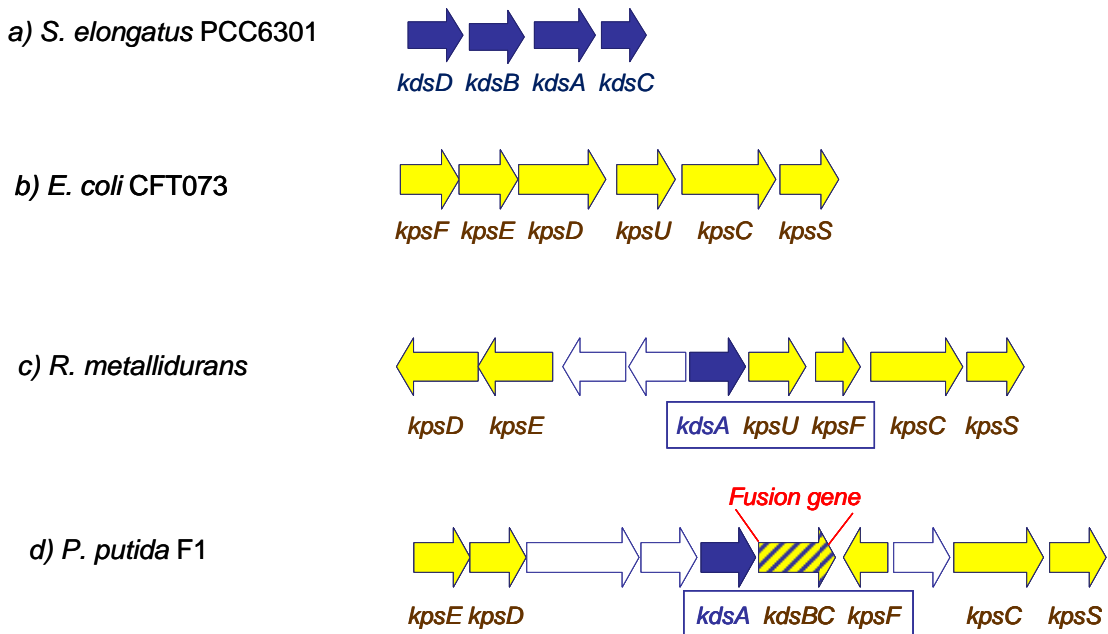 a) S. elongatus PCC6301
kdsD kdsB kdsA kdsC
b) E. coli CFT073
kpsF kpsE kpsD kpsU kpsC kpsS
c) R. metallidurans
kpsD kpsE kdsA kpsU kpsF kpsC kpsS
Fusion gene
d) P. putida F1
kpsE kpsD kdsA kdsBC kpsF kpsC kpsS